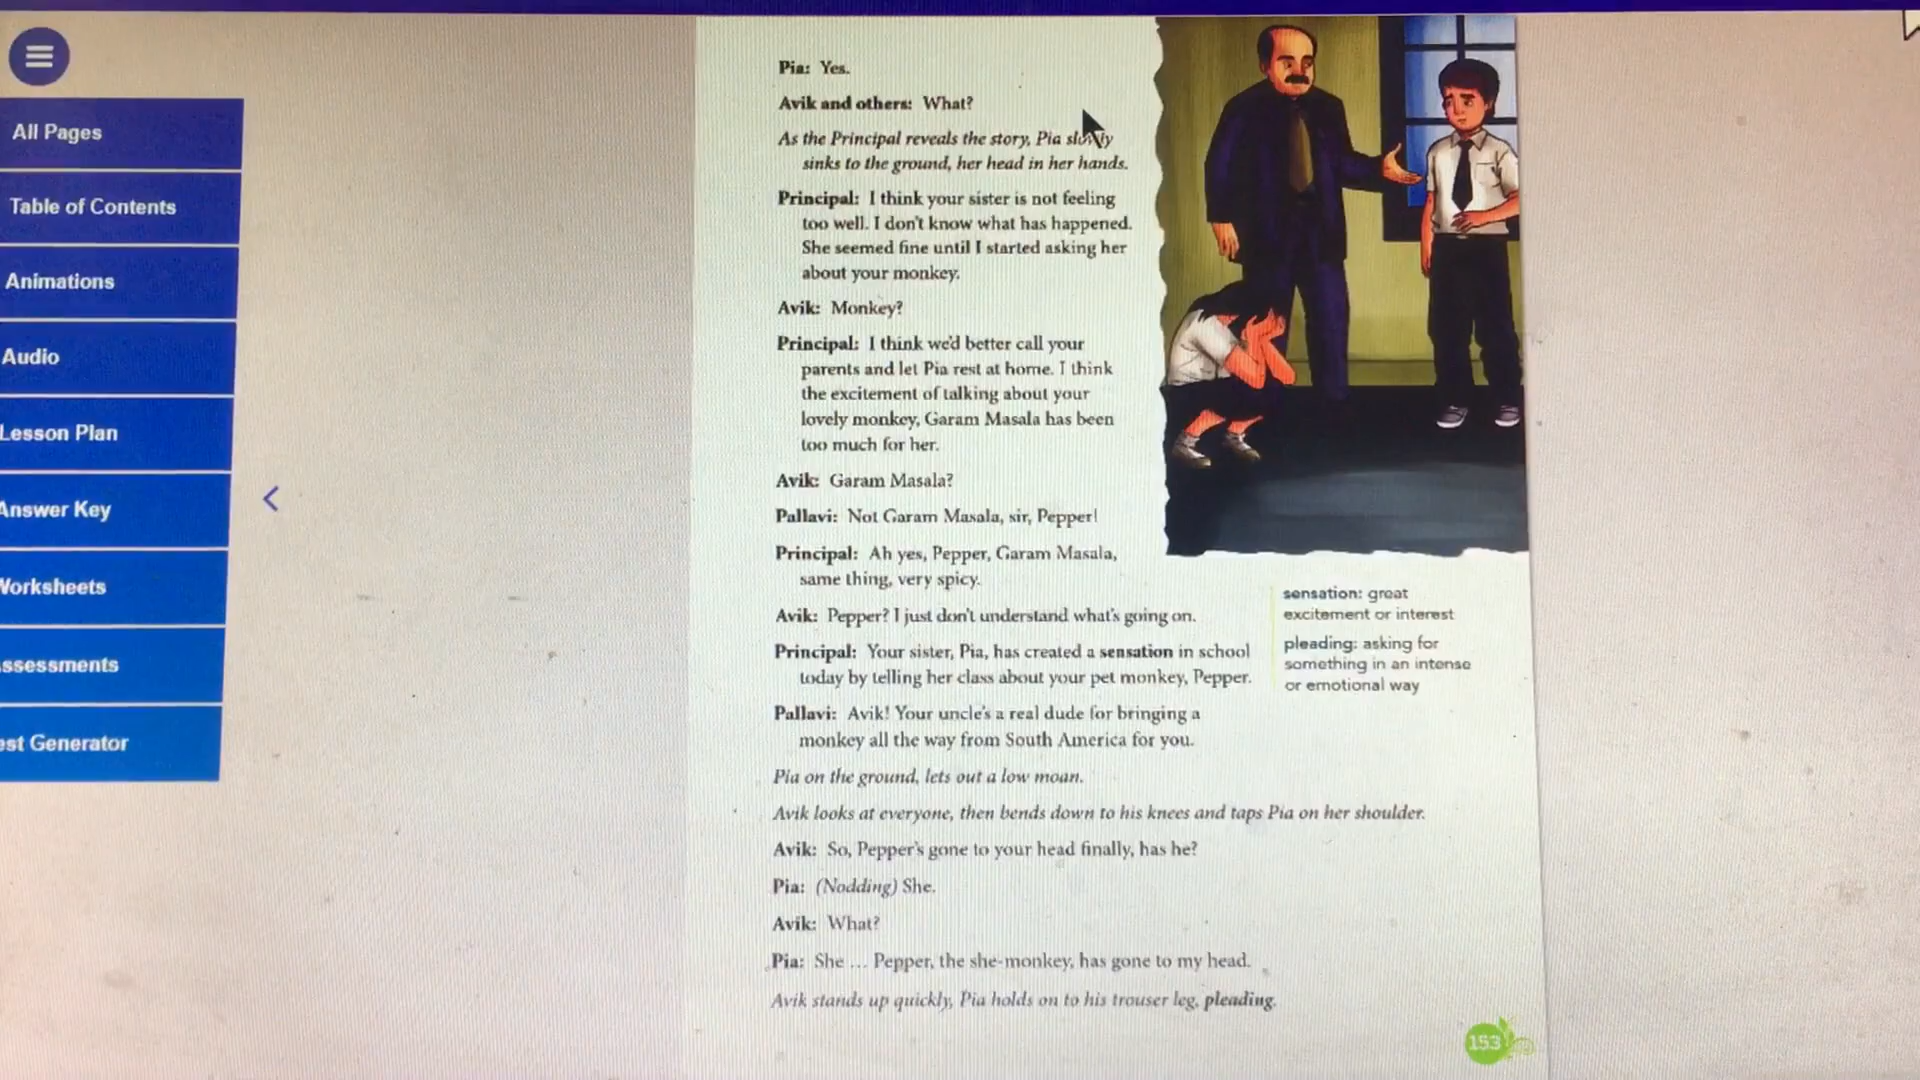 All Pages
Table of Contents
Animations
Audio
Lesson Plan
Answer Key
Worksheets
ssessments
est Generator
Pia: Yes.
Avik and others: What?
As the Principal reveals the story, Pia slowly
sinks to the ground, her head in her hands.
Principal: I think your sister is not feeling
too well. I don't know what has happened.
She seemed fine until I started asking her
about your monkey.
Avik: Monkey?
Principal: I think we'd better call your
parents and let Pia rest at home. I think
the excitement of talking about your
lovely monkey, Garam Masala has been
too much for her.
Avik: Garam Masala?
Pallavi: Not Garam Masala, sir, Pepper!
Principal: Ah yes, Pepper, Garam Masala,
same thing, very spicy.
Avik: Pepper? I just don't understand what's going on.
Principal: Your sister, Pia, has created a sensation in school
today by telling her class about your pet monkey, Pepper.
Pallavi: Avik! Your uncle's a real dude for bringing a
monkey all the way from South America for you.
Pia on the ground, lets out a low moan.
Avik looks at everyone, then bends down to his knees and taps Pia on her shoulder.
Avik: So, Pepper's gone to your head finally, has he?
Pia: (Nodding) She.
Avik: What?
Pia: She ... Pepper, the she-monkey, has gone to my head.
Avik stands up quickly, Pia holds on to his trouser leg, pleading.
sensation: great
excitement or interest
pleading: asking for
something in an intense
or emotional way
153